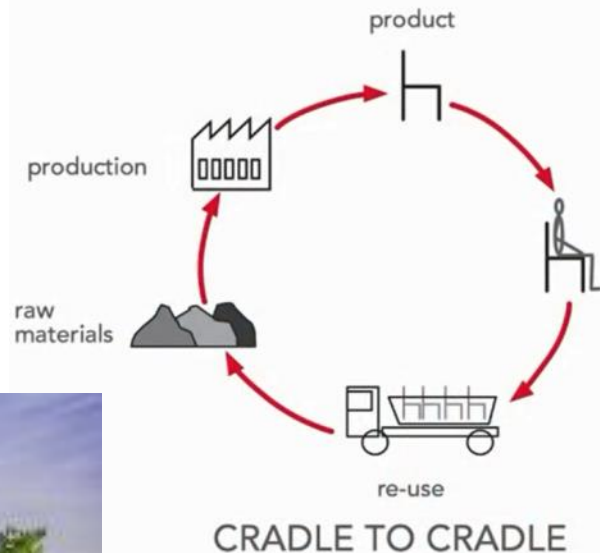 product
production
raw
materials
re-use
CRADLE TO CRADLE